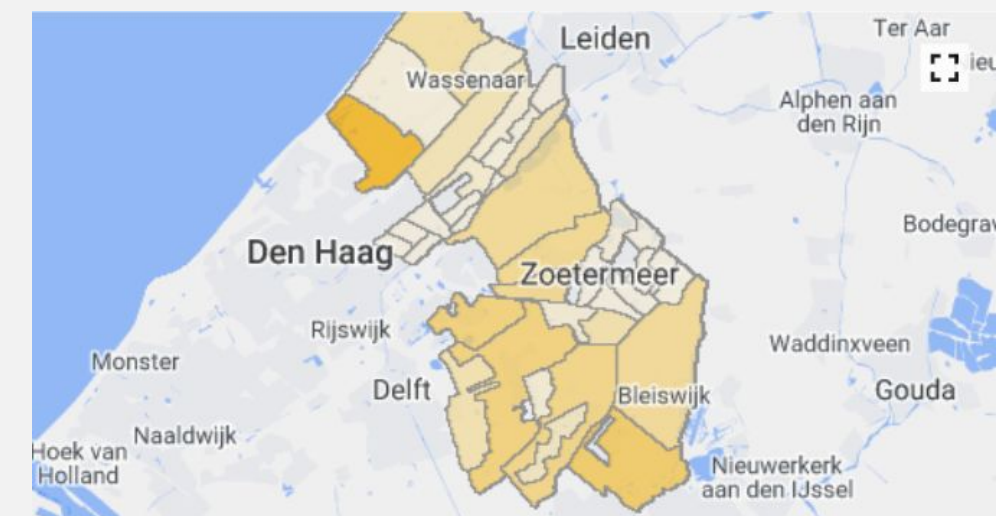 Leiden
Ter Aar
Wassenaar
Alphen aan
den Rijn
Den Haag
Zoetermeer
Rijswijk
Monster
Waddinxveen
Delft
Bleiswijk
Gouda
Naaldwijk
Hoek van
Holland
Nieuwerkerk
aan den IJssel